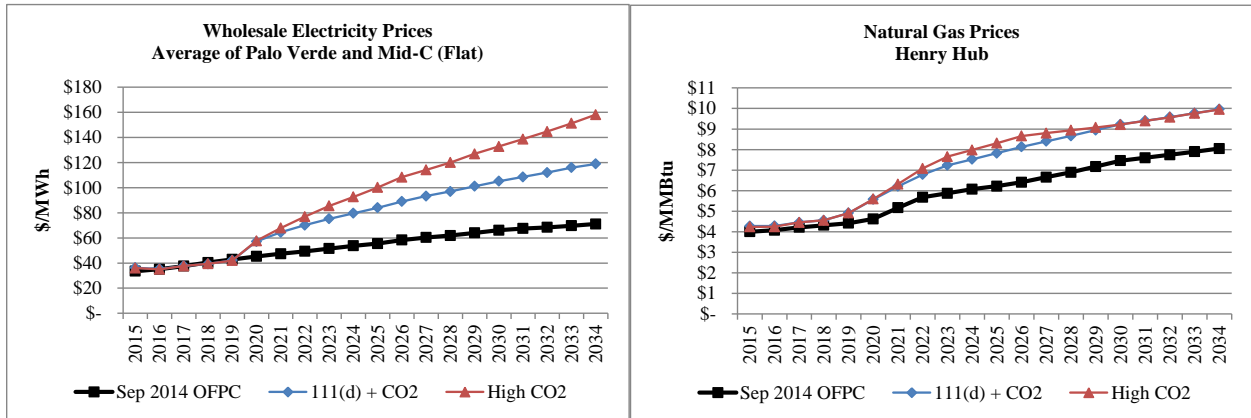 Wholesale Electricity Prices
Average of Palo Verde and Mid-C (Flat)
$/MWh
$180
$160
$140
$120
$100
$80
$60
$40
$20
$-
2015 2016 2017 2018 2019 2020 2021 2022 2023 2024 2025 2026 2027 2028 2029 2030 2031 2032 2033 2034
Sep 2014 OFPC 111(d) + CO2 High CO2
Natural Gas Prices
Henry Hub
$/MMBtu
$11
$10
$9
$8
$7
$6
$5
$4
$3
$2
$1
$-
2015 2016 2017 2018 2019 2020 2021 2022 2023 2024 2025 2026 2027 2028 2029 2030 2031 2032 2033 2034
Sep 2014 OFPC 111(d) + CO2 High CO2